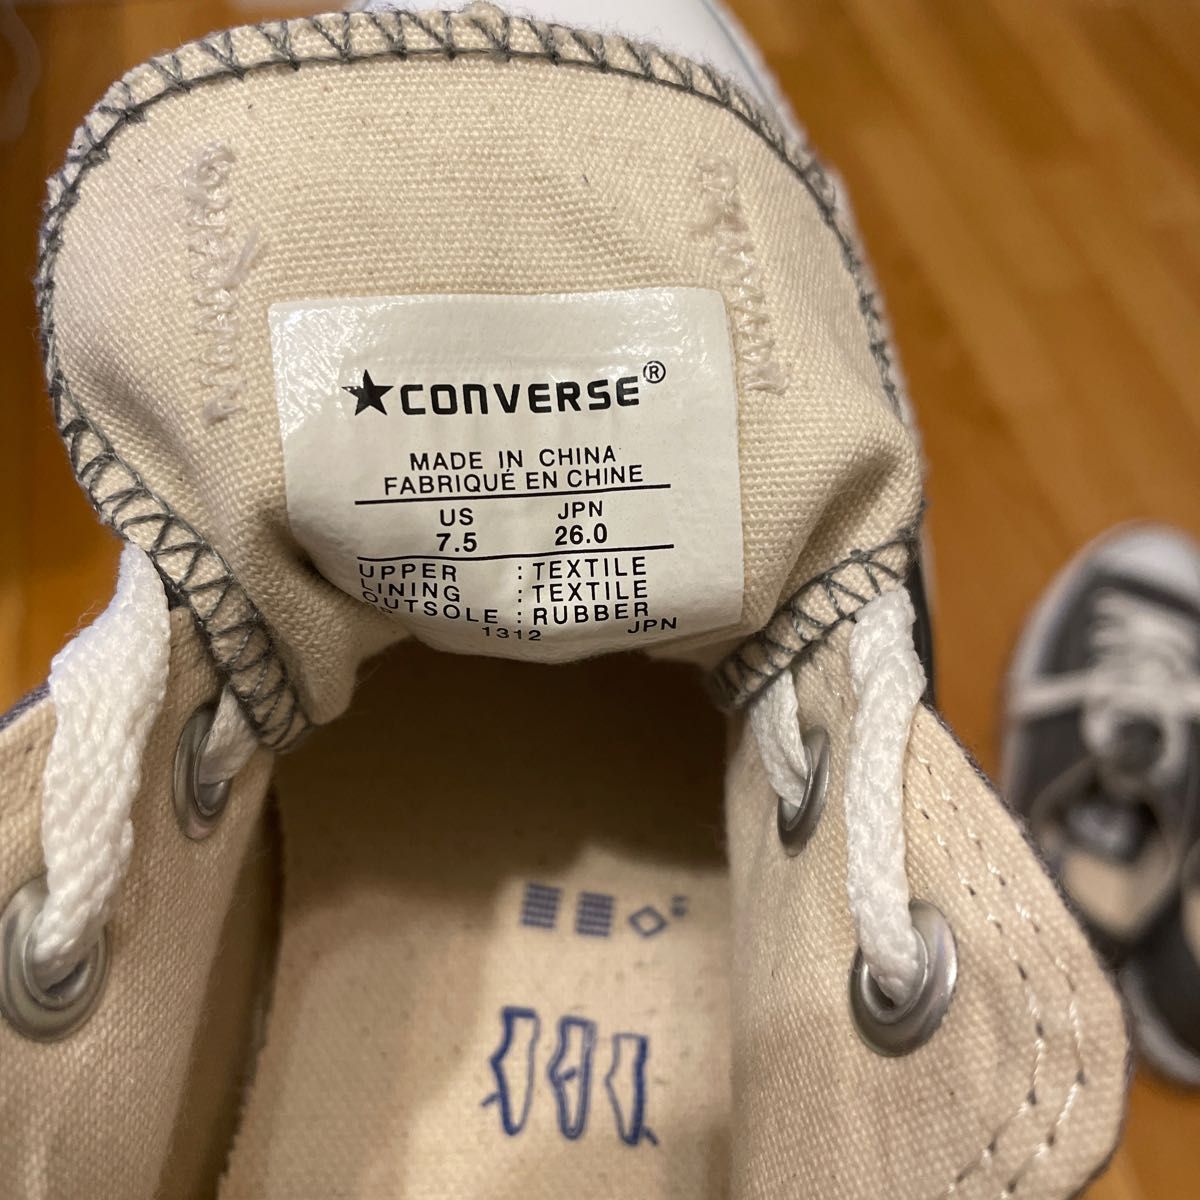 ★CONVERSE®
MADE IN CHINA
FABRIQUÉ EN CHINE
US JPN
7.5 26.0
UPPER : TEXTILE
LINING : TEXTILE
OUTSOLE : RUBBER
1312 JPN